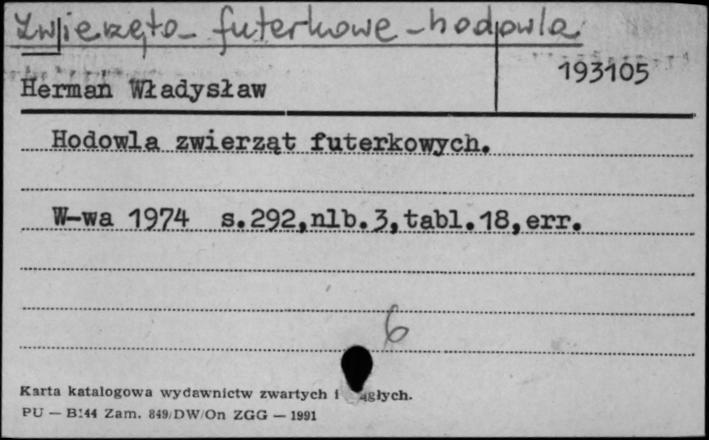 Zwierzęta futerkowe - hodowla
193105
Herman Władysław
Hodowla zwierząt futerkowych.
W-wa 1974 s.292,nlb.3,tabl.18,err.
6
Karta katalogowa wydawnictw zwartych i
PU — B144 Zam. 849/DW/On ZGG — 1991